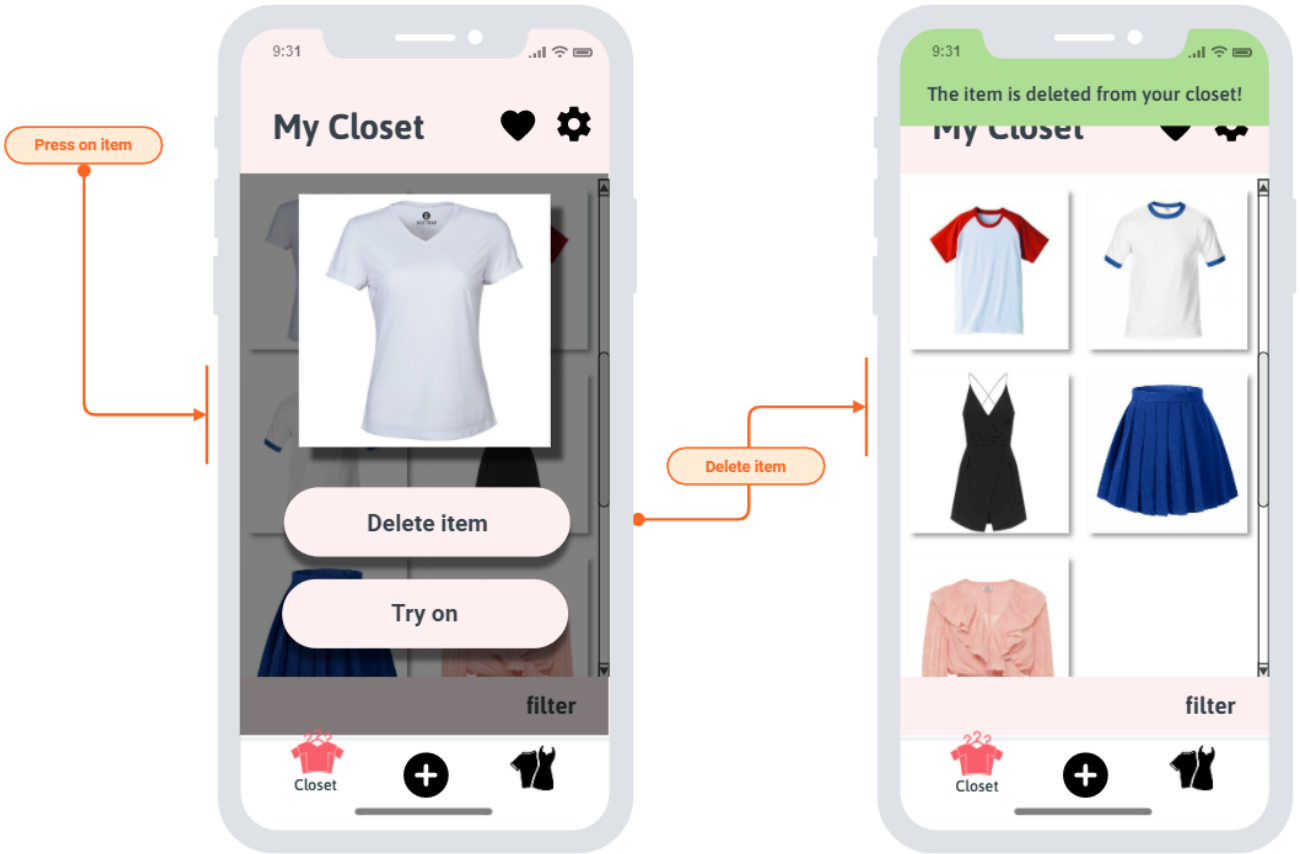 Press on item
9:31
My Closet
Delete item
Try on
filter
Closet
Delete item
9:31
The item is deleted from your closet!
My Closet
filter
Closet